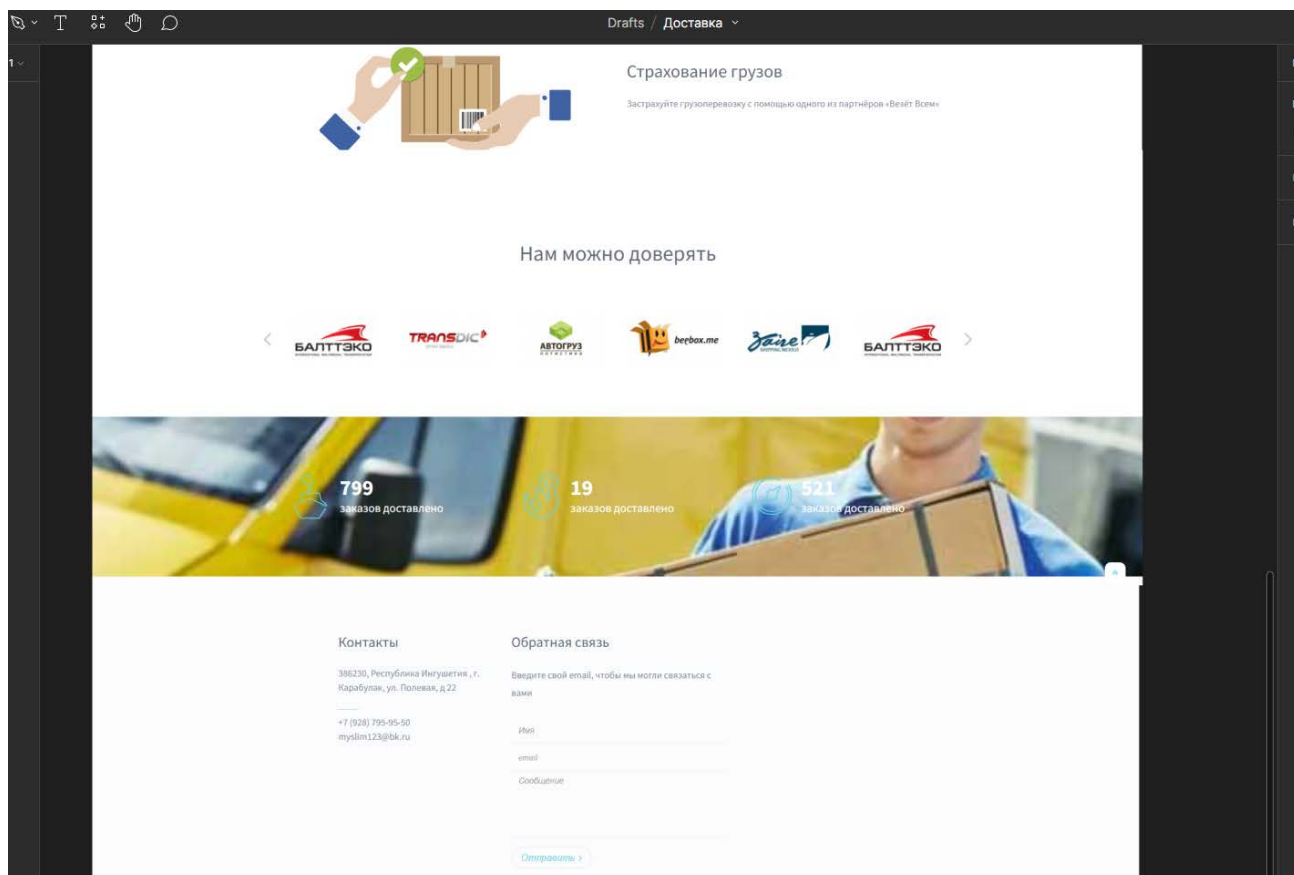 Drafts / Доставка
1
Страхование грузов
Застрахуйте грузоперевозку с помощью одного из партнёров «Везёт Всем»
Нам можно доверять
БАЛТТЭКО
TRANSDIC
АВТОГРУЗ
ЛОГИСТИКА
beebox.me
Заire
БАЛТТЭКО
799
заказов доставлено
19
заказов доставлено
521
заказов доставлено
Контакты
386230, Республика Ингушетия , г.
Карабулак, ул. Полевая, д 22
+7 (928) 795-95-50
myslim123@bk.ru
Обратная связь
Введите свой email, чтобы мы могли связаться с
вами
Имя
email
Сообщение
Отправить >